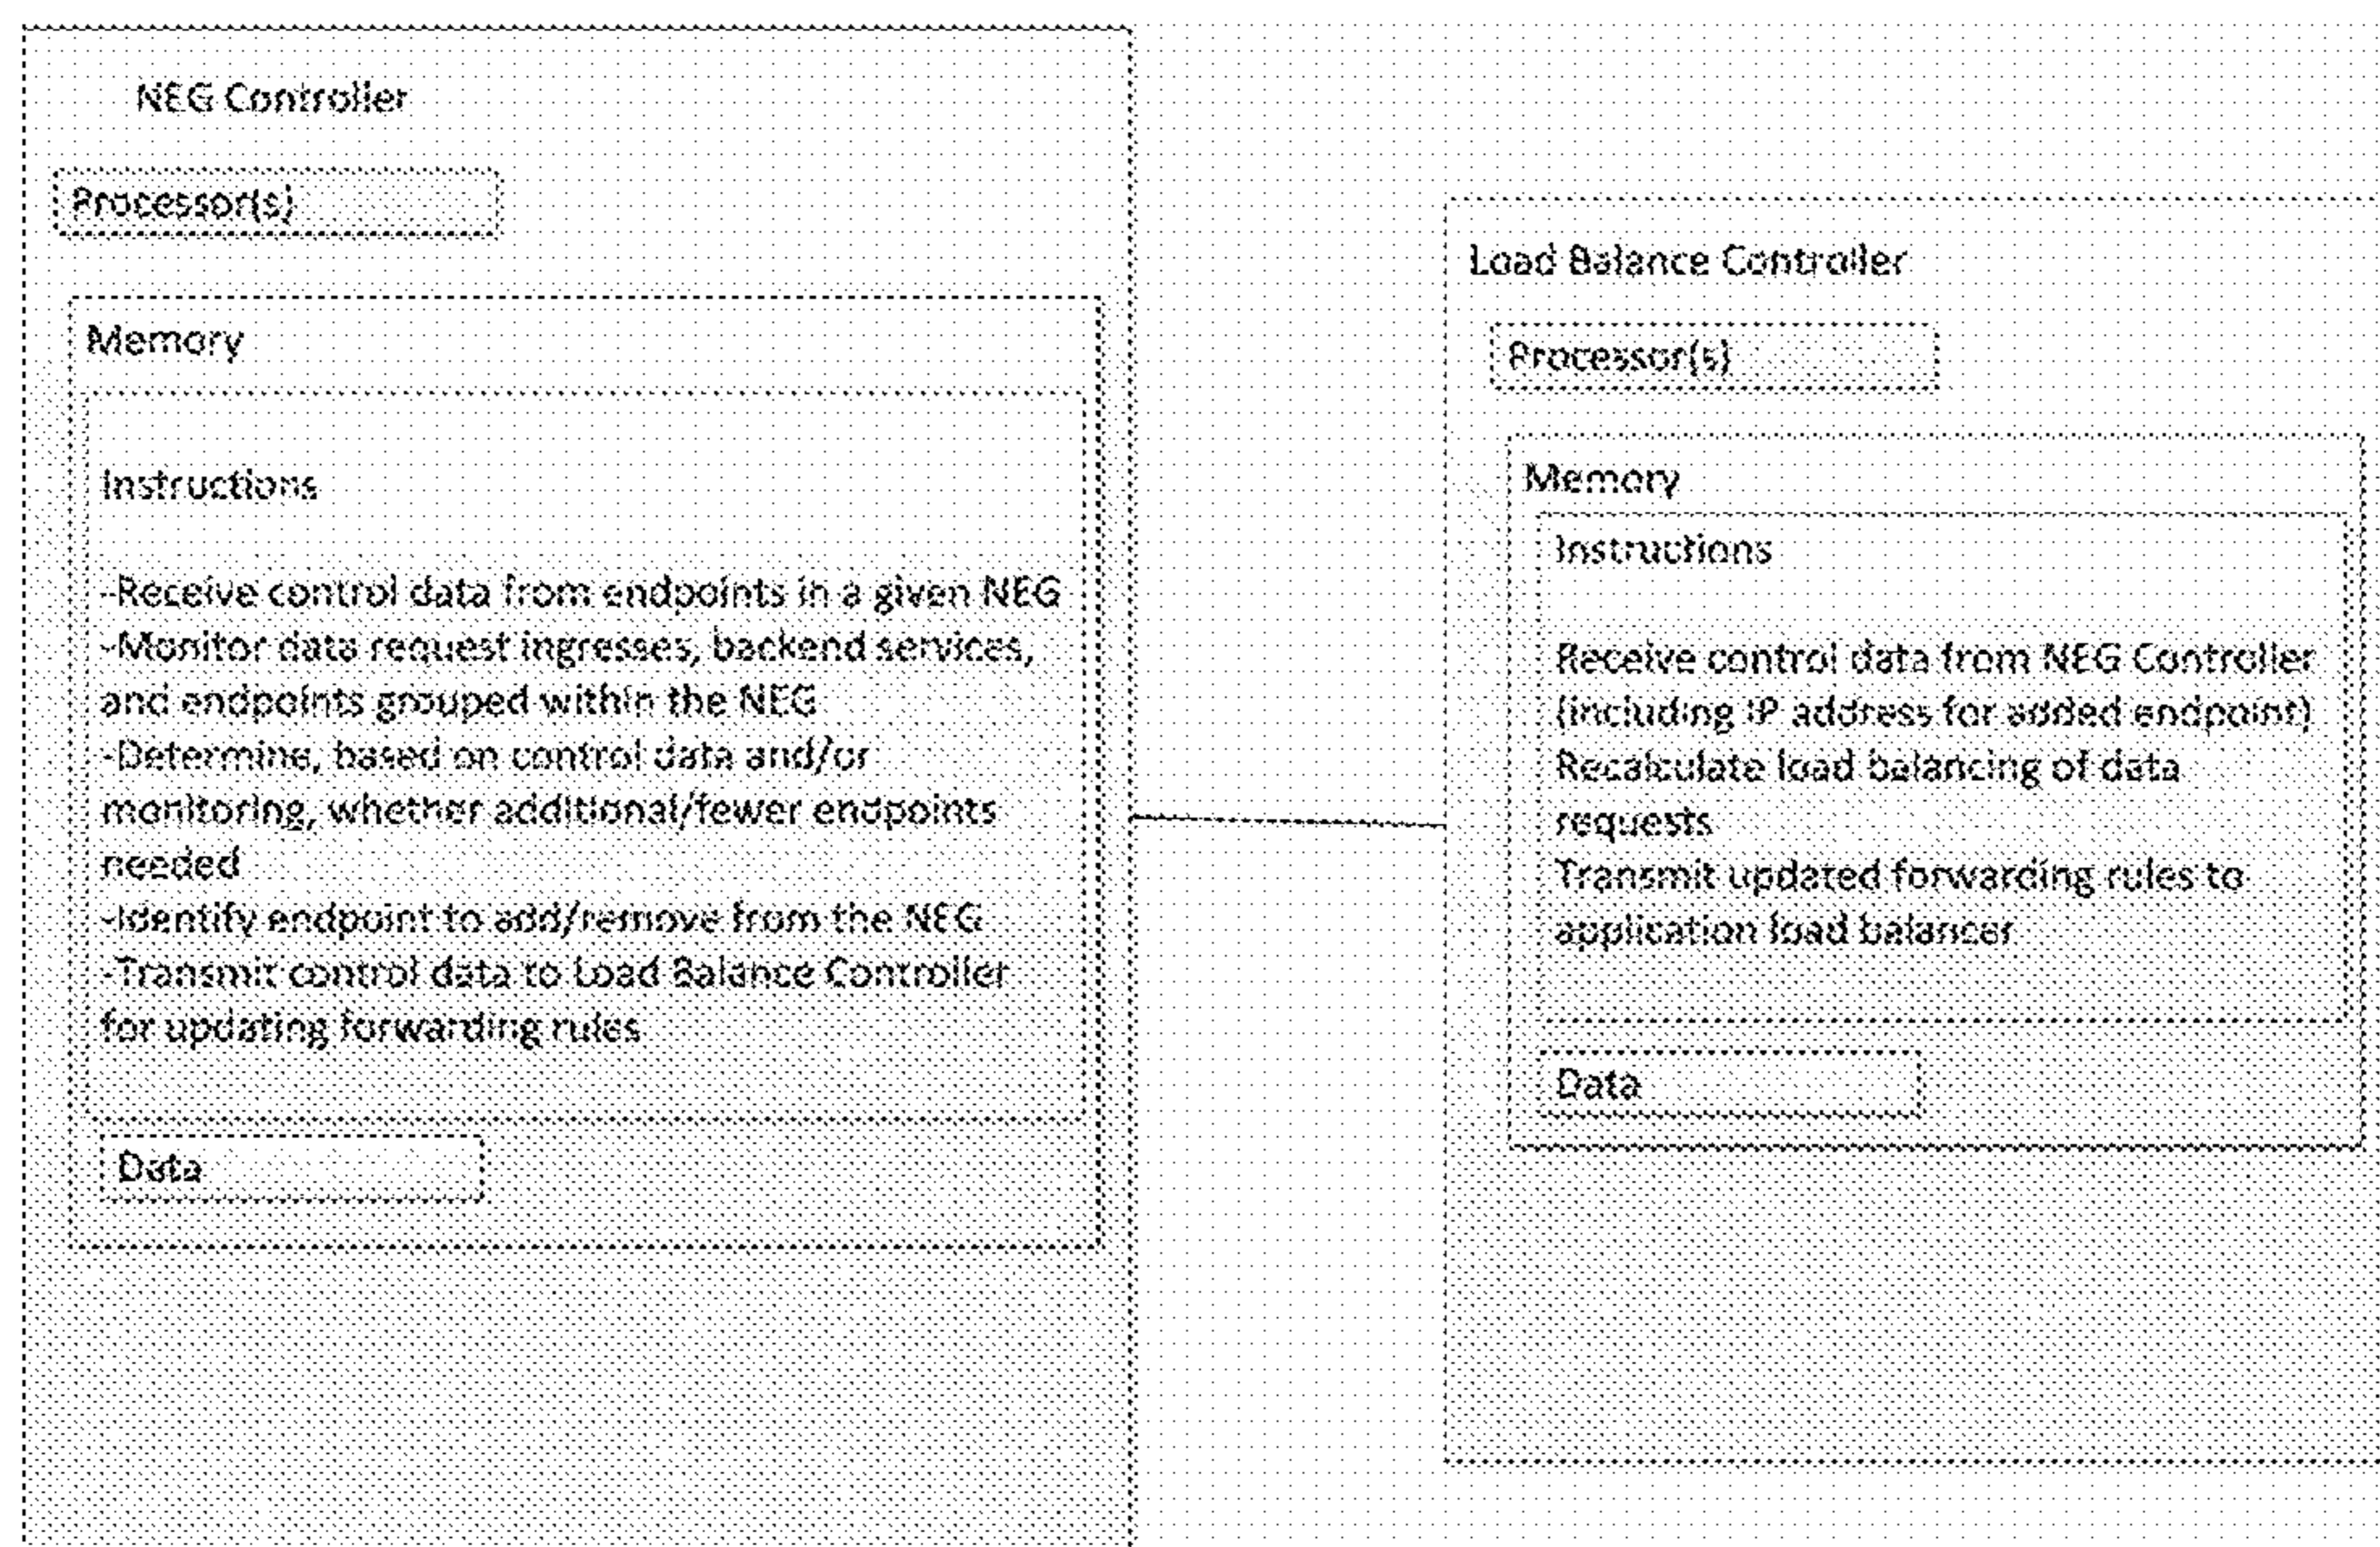 NEG Controller
Processor(s)
Memory
Instructions
-Receive control data from endpoints in a given NEG
-Monitor data request ingresses, backend services,
and endpoints grouped within the NEG
-Determine, based on control data and/or
monitoring, whether additional/fewer endpoints
needed
-Identify endpoint to add/remove from the NEG
-Transmit control data to Load Balance Controller
for updating forwarding rules
Data
Load Balance Controller
Processor(s)
Memory
Instructions
Receive control data from NEG Controller
(including IP address for added endpoint)
Recalculate load balancing of data
requests
Transmit updated forwarding rules to
application load balancer
Data